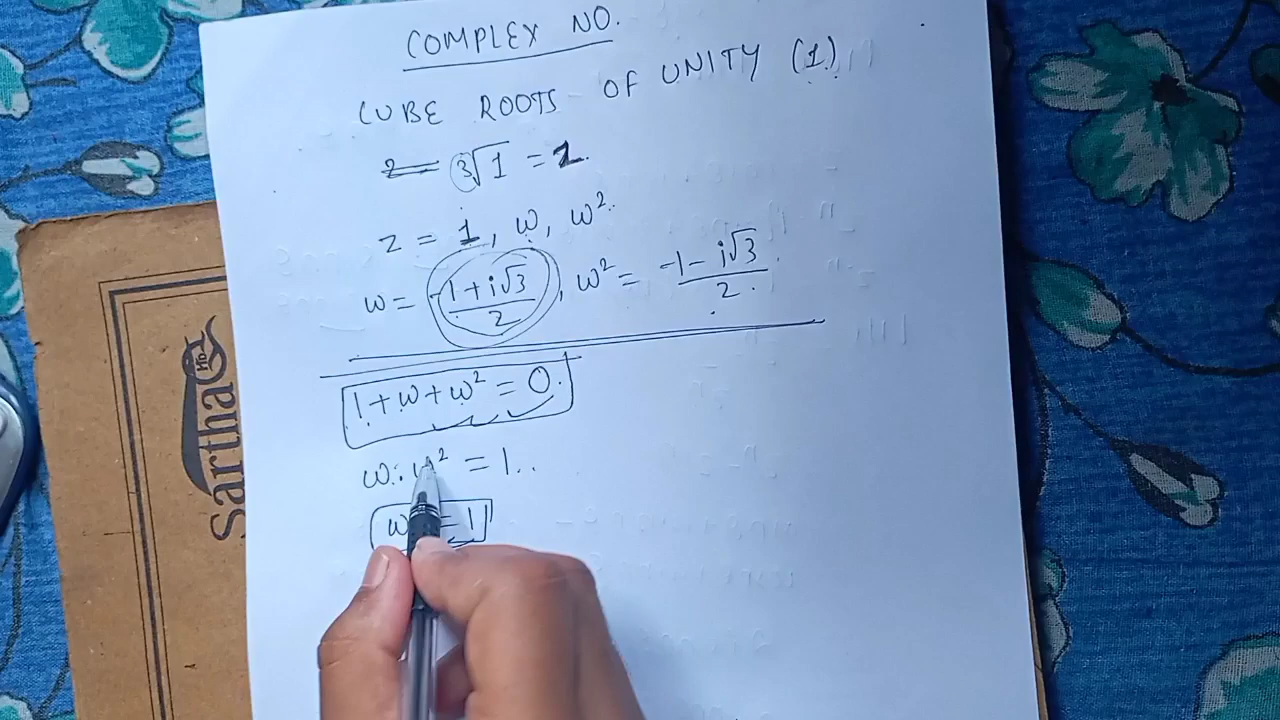 COMPLEX NO.
CUBE ROOTS OF UNITY (1)
∛1 = 1.
z = 1, ω, ω².
ω = -1+i√3/2, ω² = -1-i√3/2.
1+ω+ω² = 0.
ω.ω² = 1..
ω = 1
Sartha